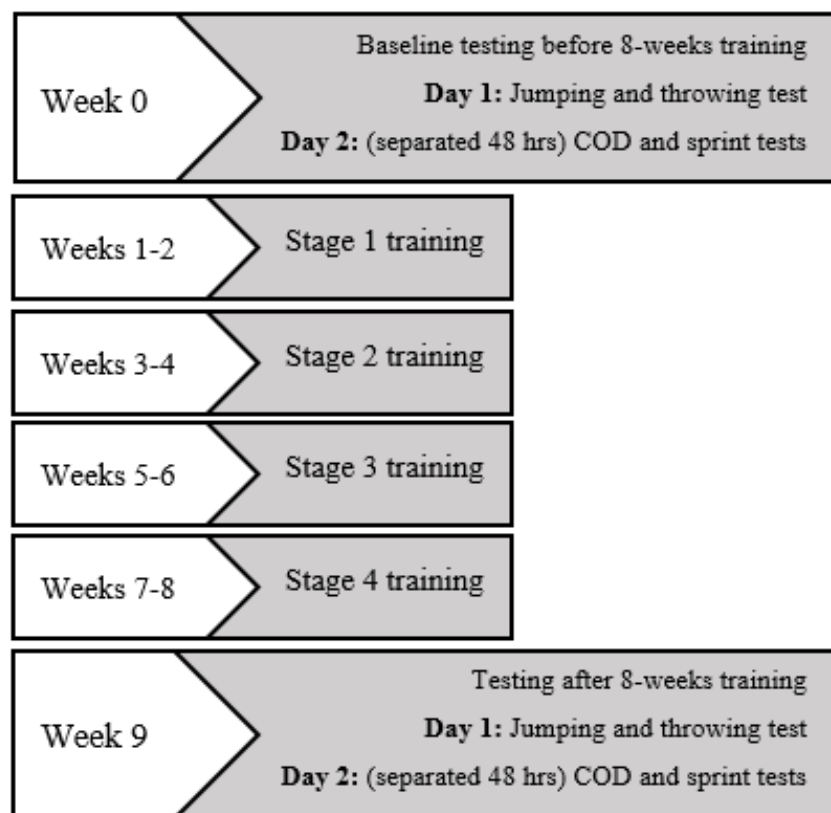 Baseline testing before 8-weeks training
Week 0
Day 1: Jumping and throwing test
Day 2: (separated 48 hrs) COD and sprint tests
Weeks 1-2
Stage 1 training
Weeks 3-4
Stage 2 training
Weeks 5-6
Stage 3 training
Weeks 7-8
Stage 4 training
Testing after 8-weeks training
Week 9
Day 1: Jumping and throwing test
Day 2: (separated 48 hrs) COD and sprint tests